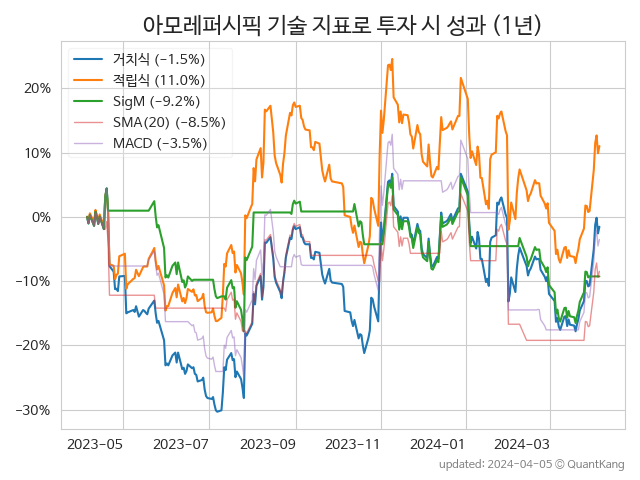 아모레퍼시픽 기술 지표로 투자 시 성과 (1년)
거치식 (−1.5%)
적립식 (11.0%)
SigM (−9.2%)
SMA(20) (−8.5%)
MACD (−3.5%)
20%
10%
0%
−10%
−20%
−30%
2023−05 2023−07 2023−09 2023−11 2024−01 2024−03
updated: 2024−04−05 © QuantKang